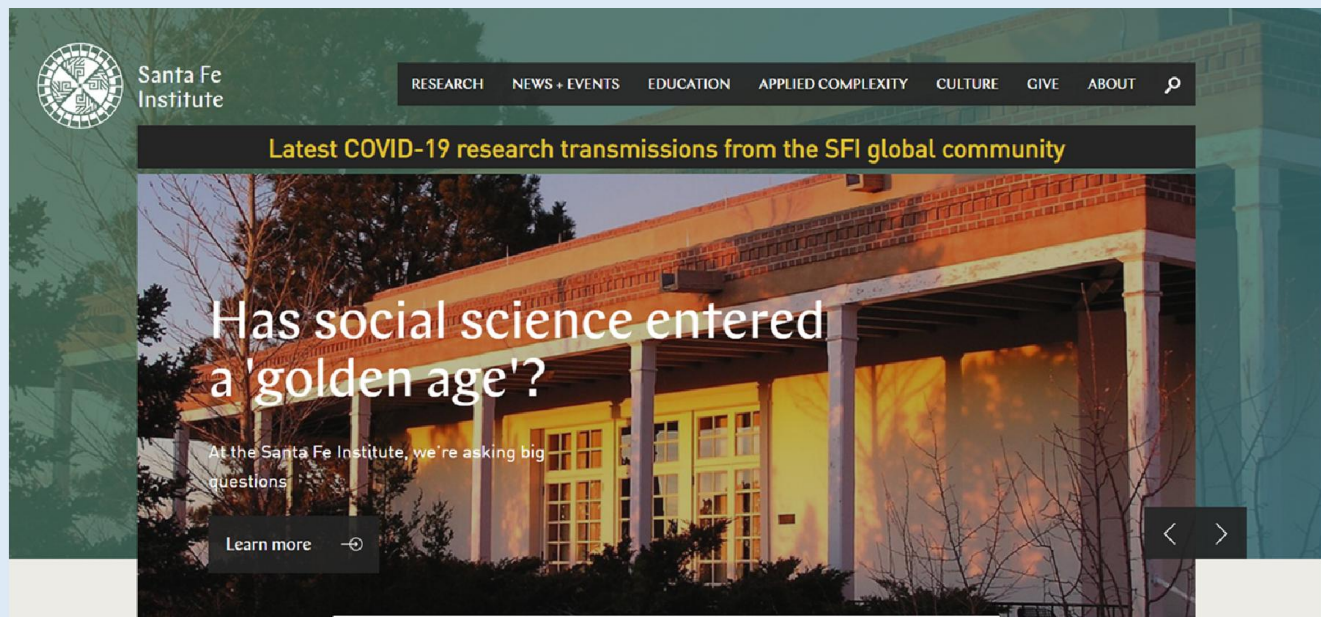 Santa Fe
Institute
RESEARCH NEWS + EVENTS EDUCATION APPLIED COMPLEXITY CULTURE GIVE ABOUT
Latest COVID-19 research transmissions from the SFI global community
Has social science entered
a 'golden age'?
At the Santa Fe Institute, we're asking big
questions
Learn more